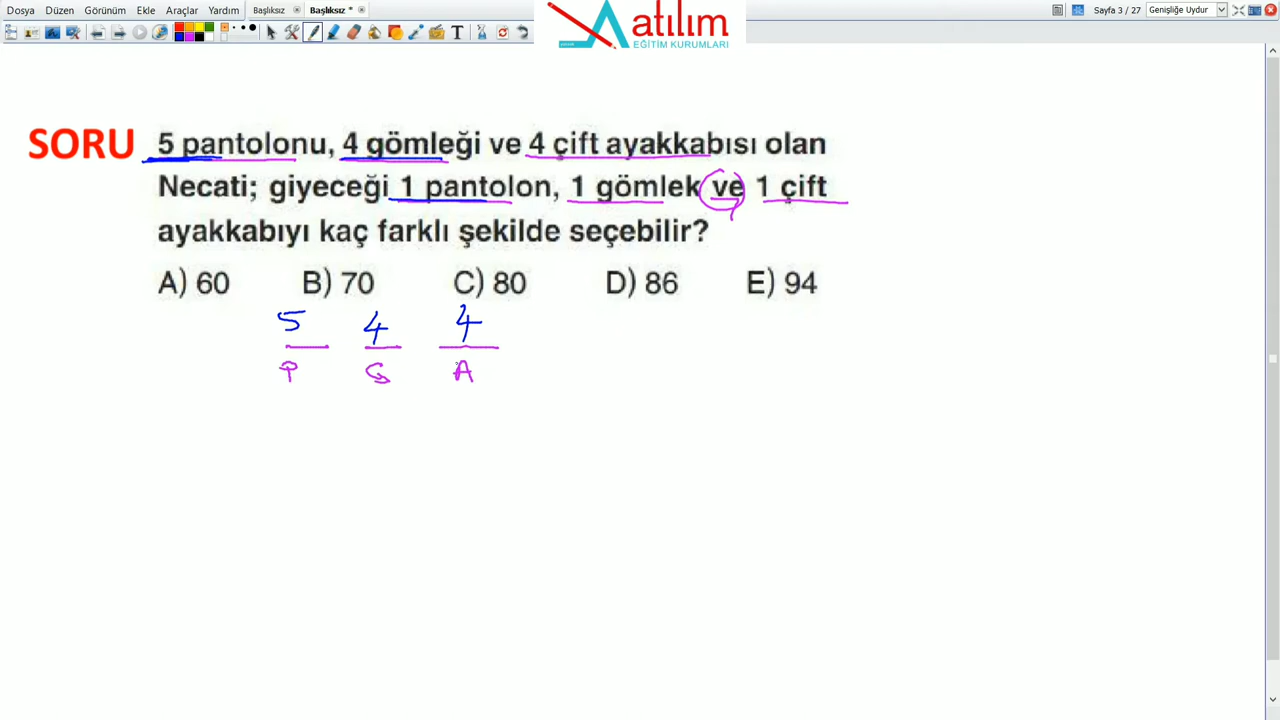 Dosya Düzen Görünüm Ekle Araçlar Yardım Başlıksız Başlıksız * Sayfa 3 / 27 Genişliğe Uydur
atılım
EĞİTİM KURUMLARI
SORU 5 pantolonu, 4 gömleği ve 4 çift ayakkabısı olan
Necati; giyeceği 1 pantolon, 1 gömlek ve 1 çift
ayakkabıyı kaç farklı şekilde seçebilir?
A) 60 B) 70 C) 80 D) 86 E) 94
5 4 4
P G A